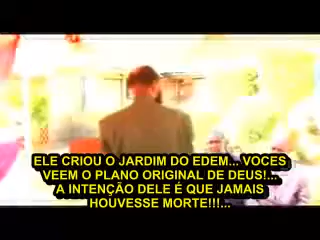 ELE CRIOU O JARDIM DO EDEM... VOCES
VEEM O PLANO ORIGINAL DE DEUS!...
A INTENÇÃO DELE É QUE JAMAIS
HOUVESSE MORTE!!!...